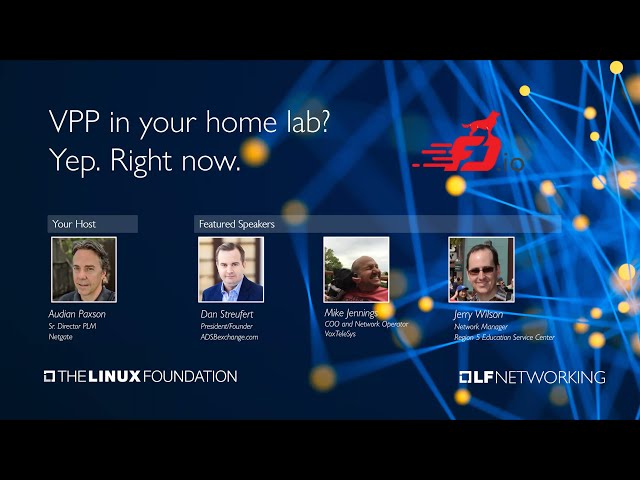 VPP in your home lab?
Yep. Right now.
FD.io
Your Host
Featured Speakers
Audian Paxson
Sr. Director PLM
Netgate
Dan Streufert
President/Founder
ADSBexchange.com
Mike Jennings
COO and Network Operator
VoxTeleSys
Jerry Wilson
Network Manager
Region 5 Education Service Center
THE LINUX FOUNDATION
LF NETWORKING